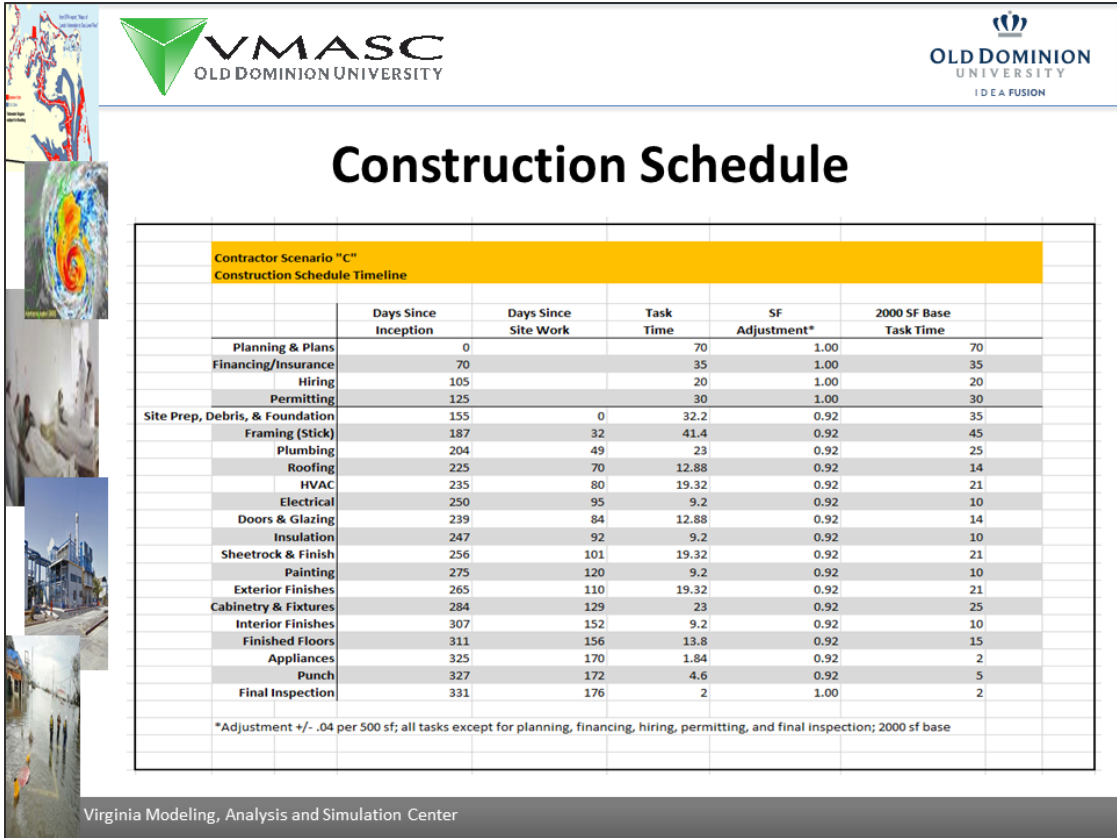 VMASC
OLD DOMINION UNIVERSITY
OLD DOMINION
UNIVERSITY
IDEA FUSION
Construction Schedule
Contractor Scenario "C"
Construction Schedule Timeline
Days Since Days Since Task SF 2000 SF Base
Inception Site Work Time Adjustment* Task Time
Planning & Plans 0 70 1.00 70
Financing/Insurance 70 35 1.00 35
Hiring 105 20 1.00 20
Permitting 125 30 1.00 30
Site Prep, Debris, & Foundation 155 0 32.2 0.92 35
Framing (Stick) 187 32 41.4 0.92 45
Plumbing 204 49 23 0.92 25
Roofing 225 70 12.88 0.92 14
HVAC 235 80 19.32 0.92 21
Electrical 250 95 9.2 0.92 10
Doors & Glazing 239 84 12.88 0.92 14
Insulation 247 92 9.2 0.92 10
Sheetrock & Finish 256 101 19.32 0.92 21
Painting 275 120 9.2 0.92 10
Exterior Finishes 265 110 19.32 0.92 21
Cabinetry & Fixtures 284 129 23 0.92 25
Interior Finishes 307 152 9.2 0.92 10
Finished Floors 311 156 13.8 0.92 15
Appliances 325 170 1.84 0.92 2
Punch 327 172 4.6 0.92 5
Final Inspection 331 176 2 1.00 2
*Adjustment +/- .04 per 500 sf; all tasks except for planning, financing, hiring, permitting, and final inspection; 2000 sf base
Virginia Modeling, Analysis and Simulation Center